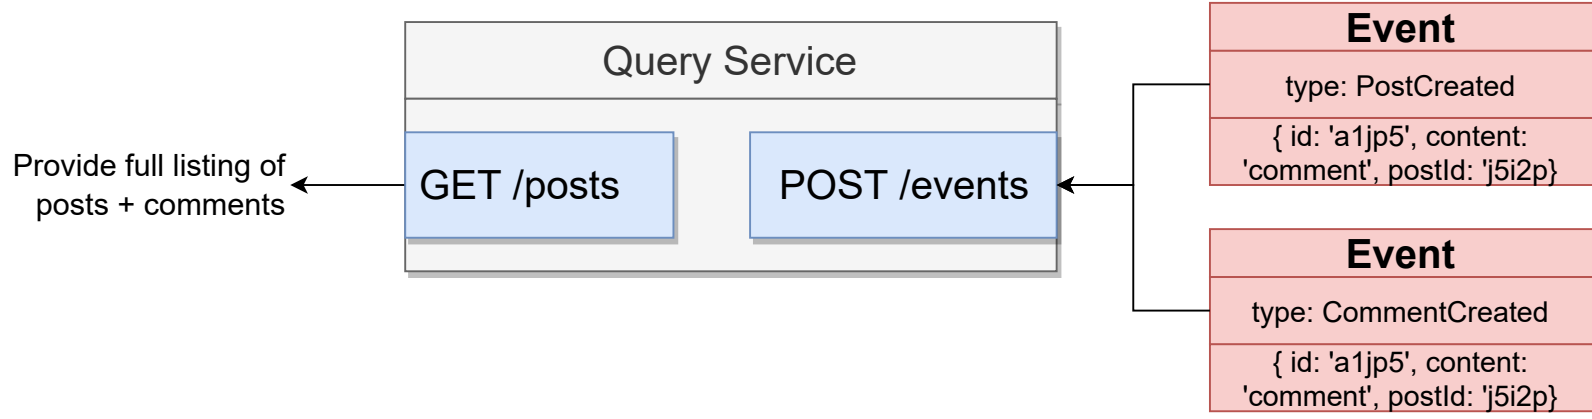 Query Service
Provide full listing of
posts + comments
GET /posts
POST /events
Event
type: PostCreated
{ id: 'a1jp5', content:
'comment', postId: 'j5i2p}
Event
type: CommentCreated
{ id: 'a1jp5', content:
'comment', postId: 'j5i2p}